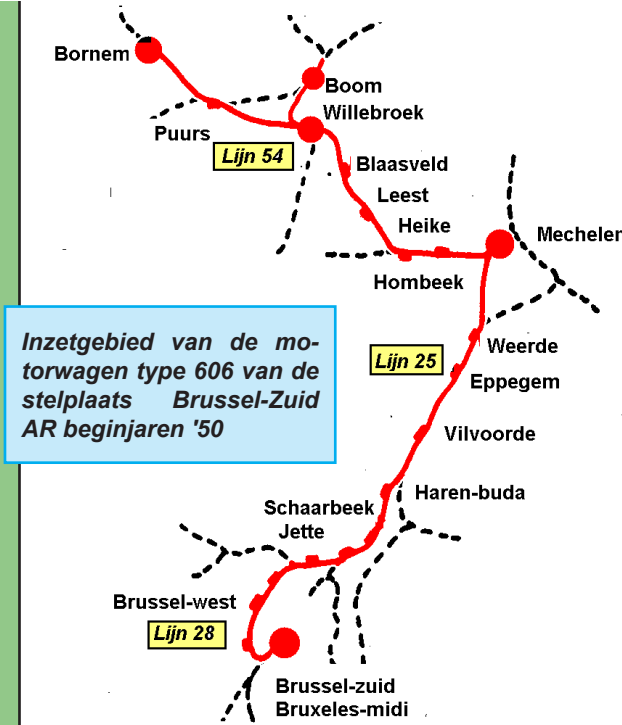 Bornem
Boom
Willebroek
Puurs
Lijn 54
Blaasveld
Leest
Heike
Mechelen
Hombeek
Inzetgebied van de mo-
torwagen type 606 van de
stelplaats Brussel-Zuid
AR beginjaren '50
Weerde
Lijn 25
Eppegem
Vilvoorde
Haren-buda
Schaarbeek
Jette
Brussel-west
Lijn 28
Brussel-zuid
Bruxeles-midi